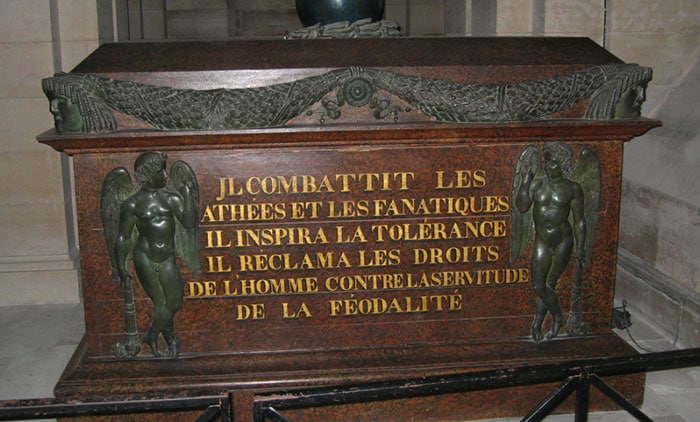 JL COMBATTIT LES
ATHÉES ET LES FANATIQUES
IL INSPIRA LA TOLÉRANCE
IL RÉCLAMA LES DROITS
DE L'HOMME CONTRE LA SERVITUDE
DE LA FÉODALITÉ